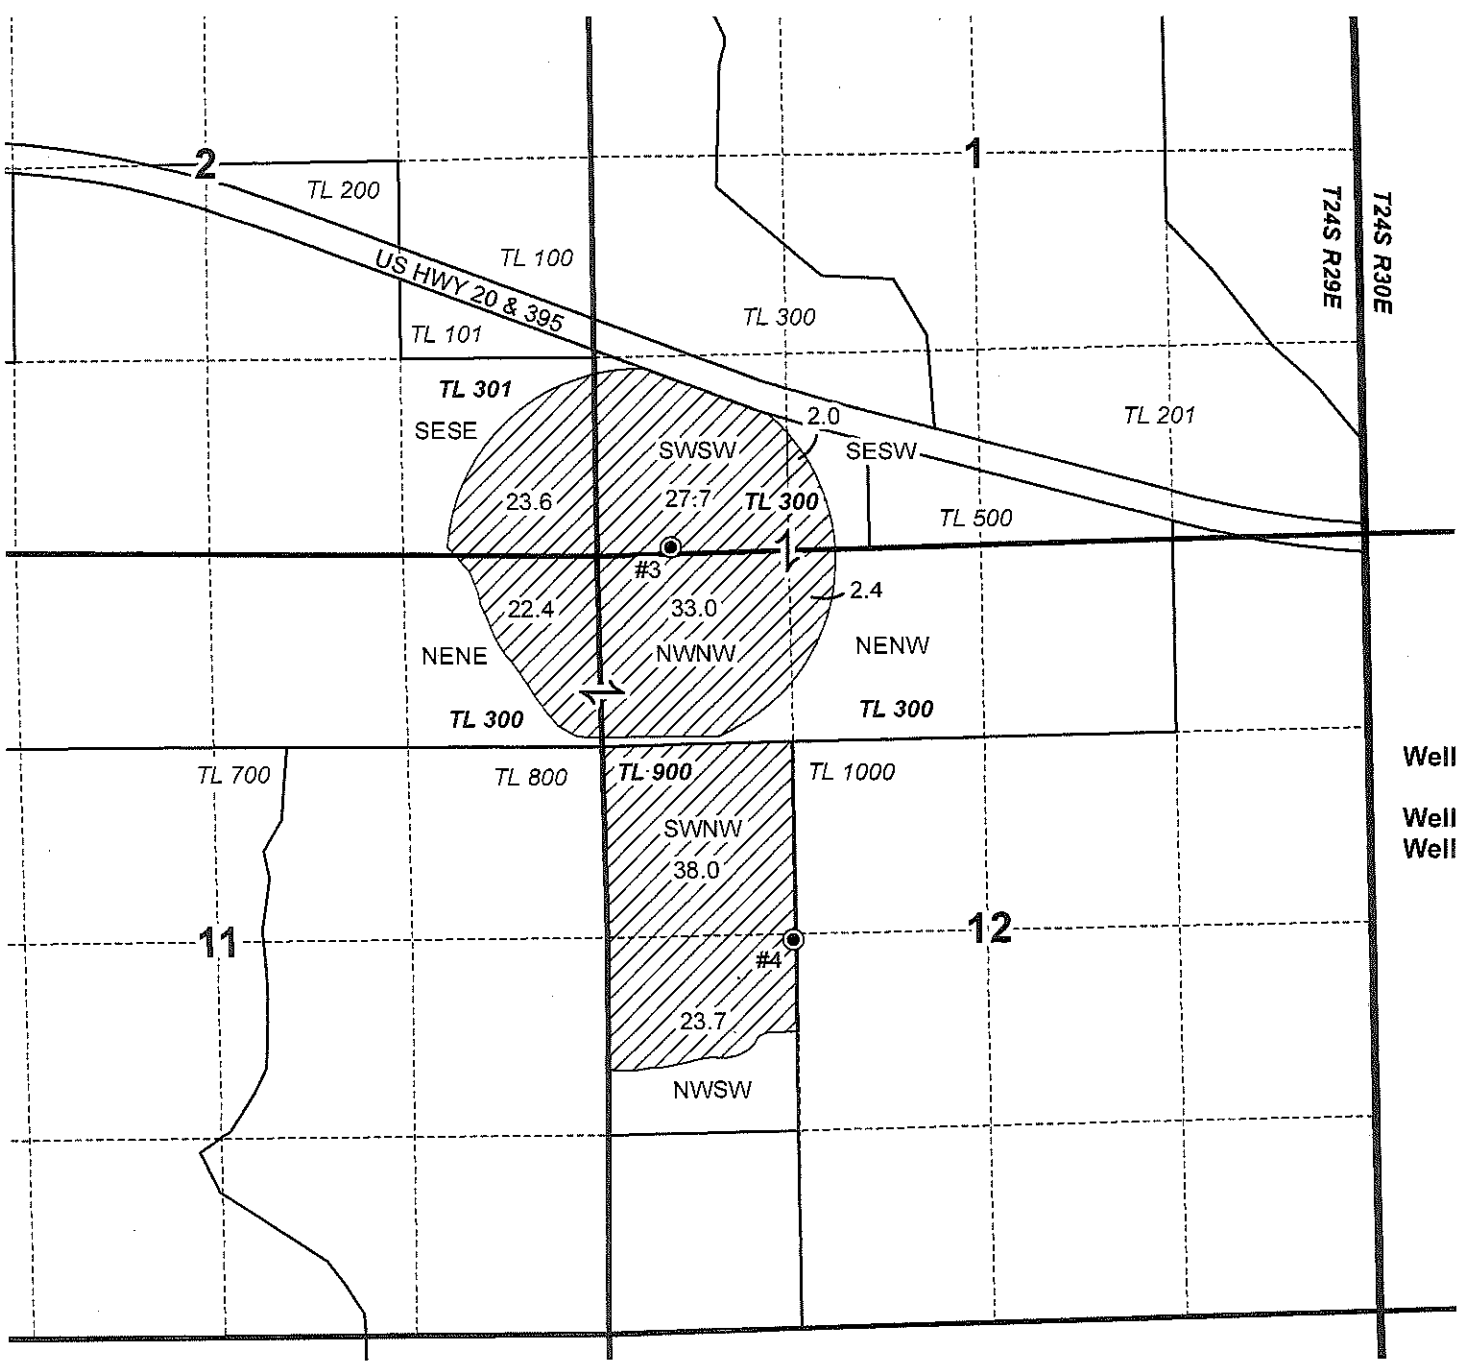 2
1
TL 200
T24S R29E
T24S R30E
TL 100
US HWY 20 & 395
TL 300
TL 101
TL 301
2.0
TL 201
SESE
SWSW
SESW
23.6
27.7
TL 300
TL 500
#3
22.4
33.0
2.4
NENE
NWNW
NENW
TL 300
TL 300
TL 700
TL 800
TL 900
TL 1000
Well
SWNW
Well
38.0
Well
11
12
#4
23.7
NWSW